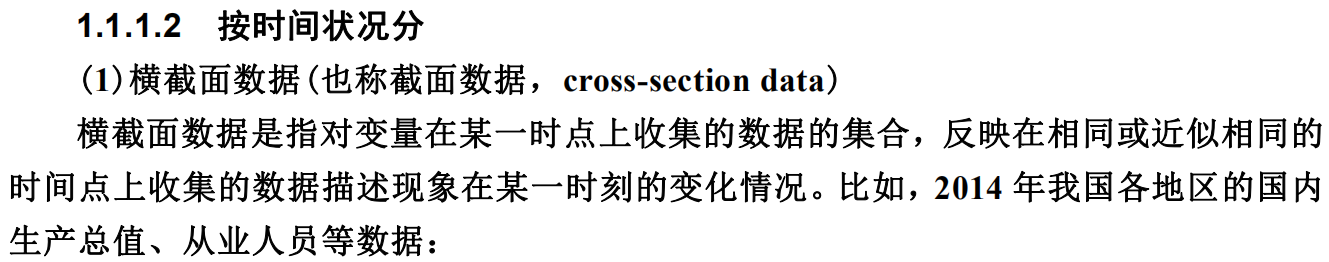 1.1.1.2 按时间状况分
(1)横截面数据(也称截面数据，cross-section data)
横截面数据是指对变量在某一时点上收集的数据的集合，反映在相同或近似相同的
时间点上收集的数据描述现象在某一时刻的变化情况。比如，2014 年我国各地区的国内
生产总值、从业人员等数据：